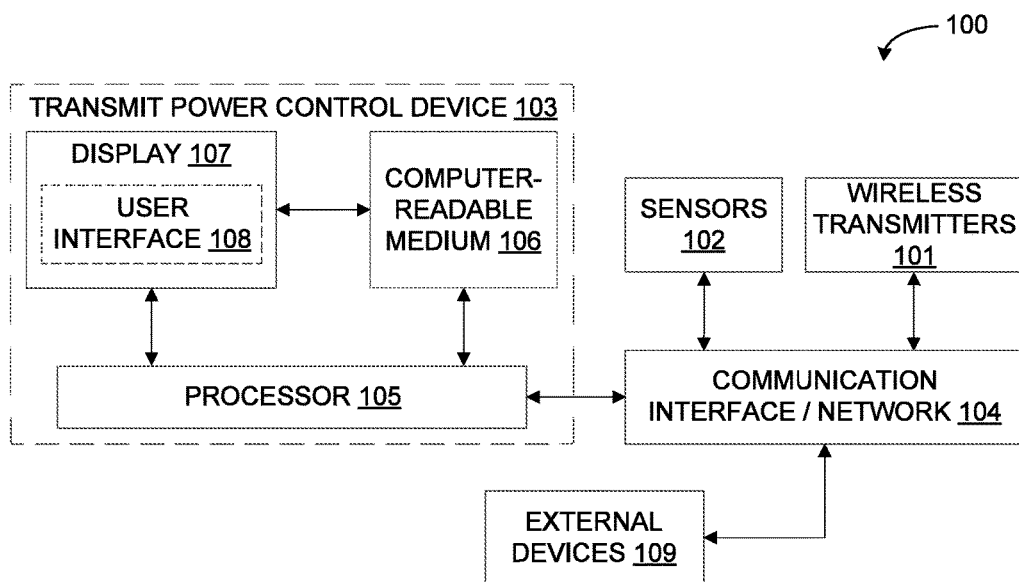 100
TRANSMIT POWER CONTROL DEVICE 103
DISPLAY 107
USER
INTERFACE 108
COMPUTER-
READABLE
MEDIUM 106
SENSORS
102
WIRELESS
TRANSMITTERS
101
PROCESSOR 105
COMMUNICATION
INTERFACE / NETWORK 104
EXTERNAL
DEVICES 109